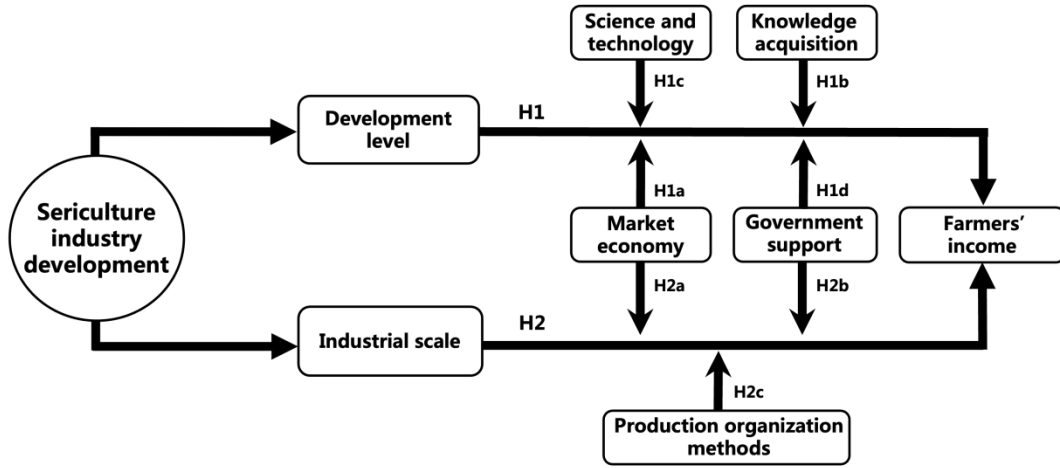 Science and
technology
Knowledge
acquisition
H1c
H1b
Development
level
H1
Sericulture
industry
development
H1a
H1d
Market
economy
Government
support
Farmers'
income
H2a
H2b
Industrial scale
H2
H2c
Production organization
methods